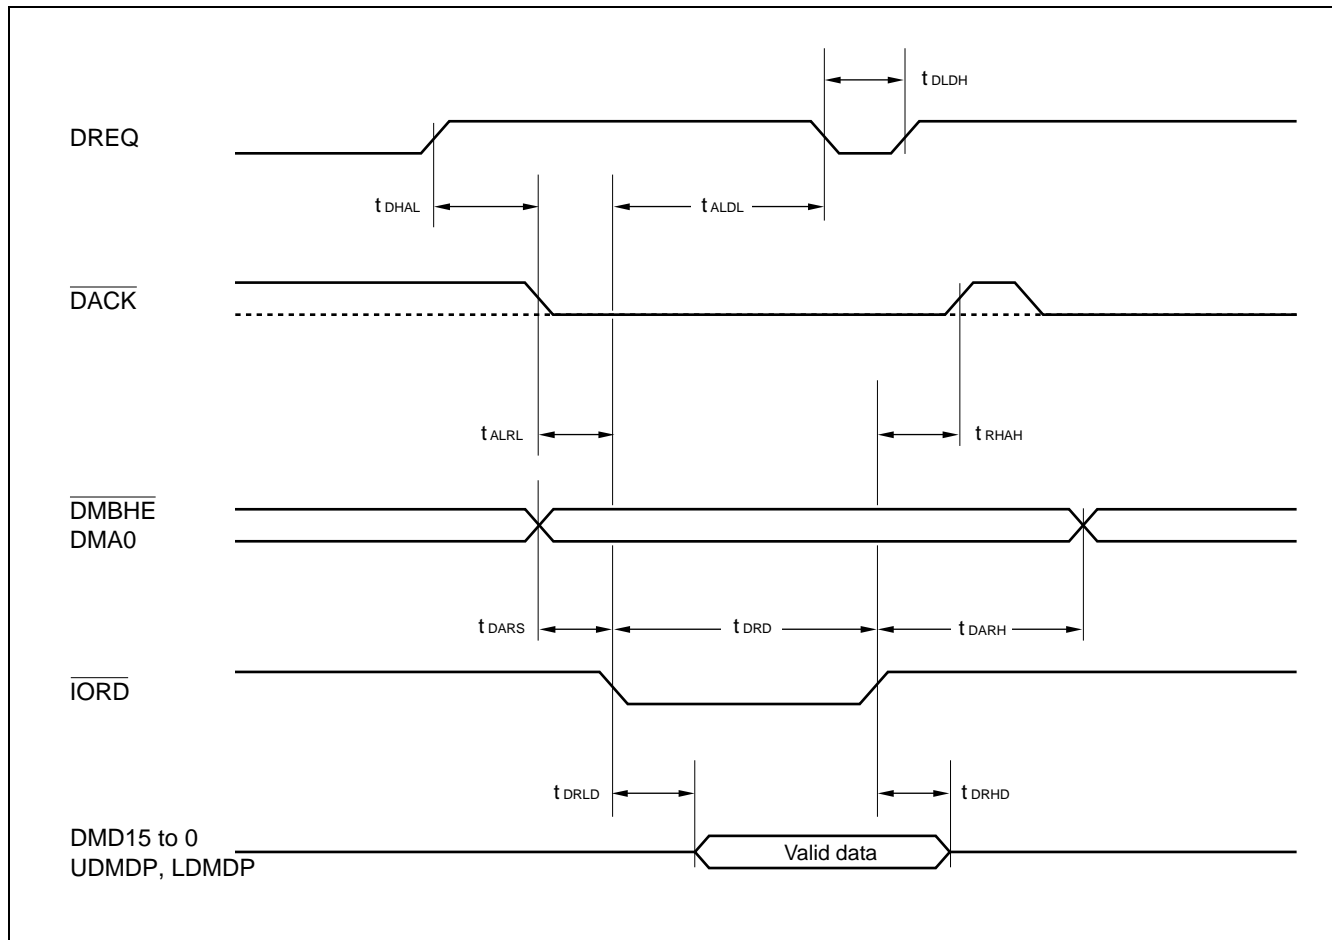 t DLDH
DREQ
t DHAL
t ALDL
DACK
t ALRL
t RHAH
DMBHE
DMA0
t DARS
t DRD
t DARH
IORD
t DRLD
t DRHD
DMD15 to 0
Valid data
UDMDP, LDMDP